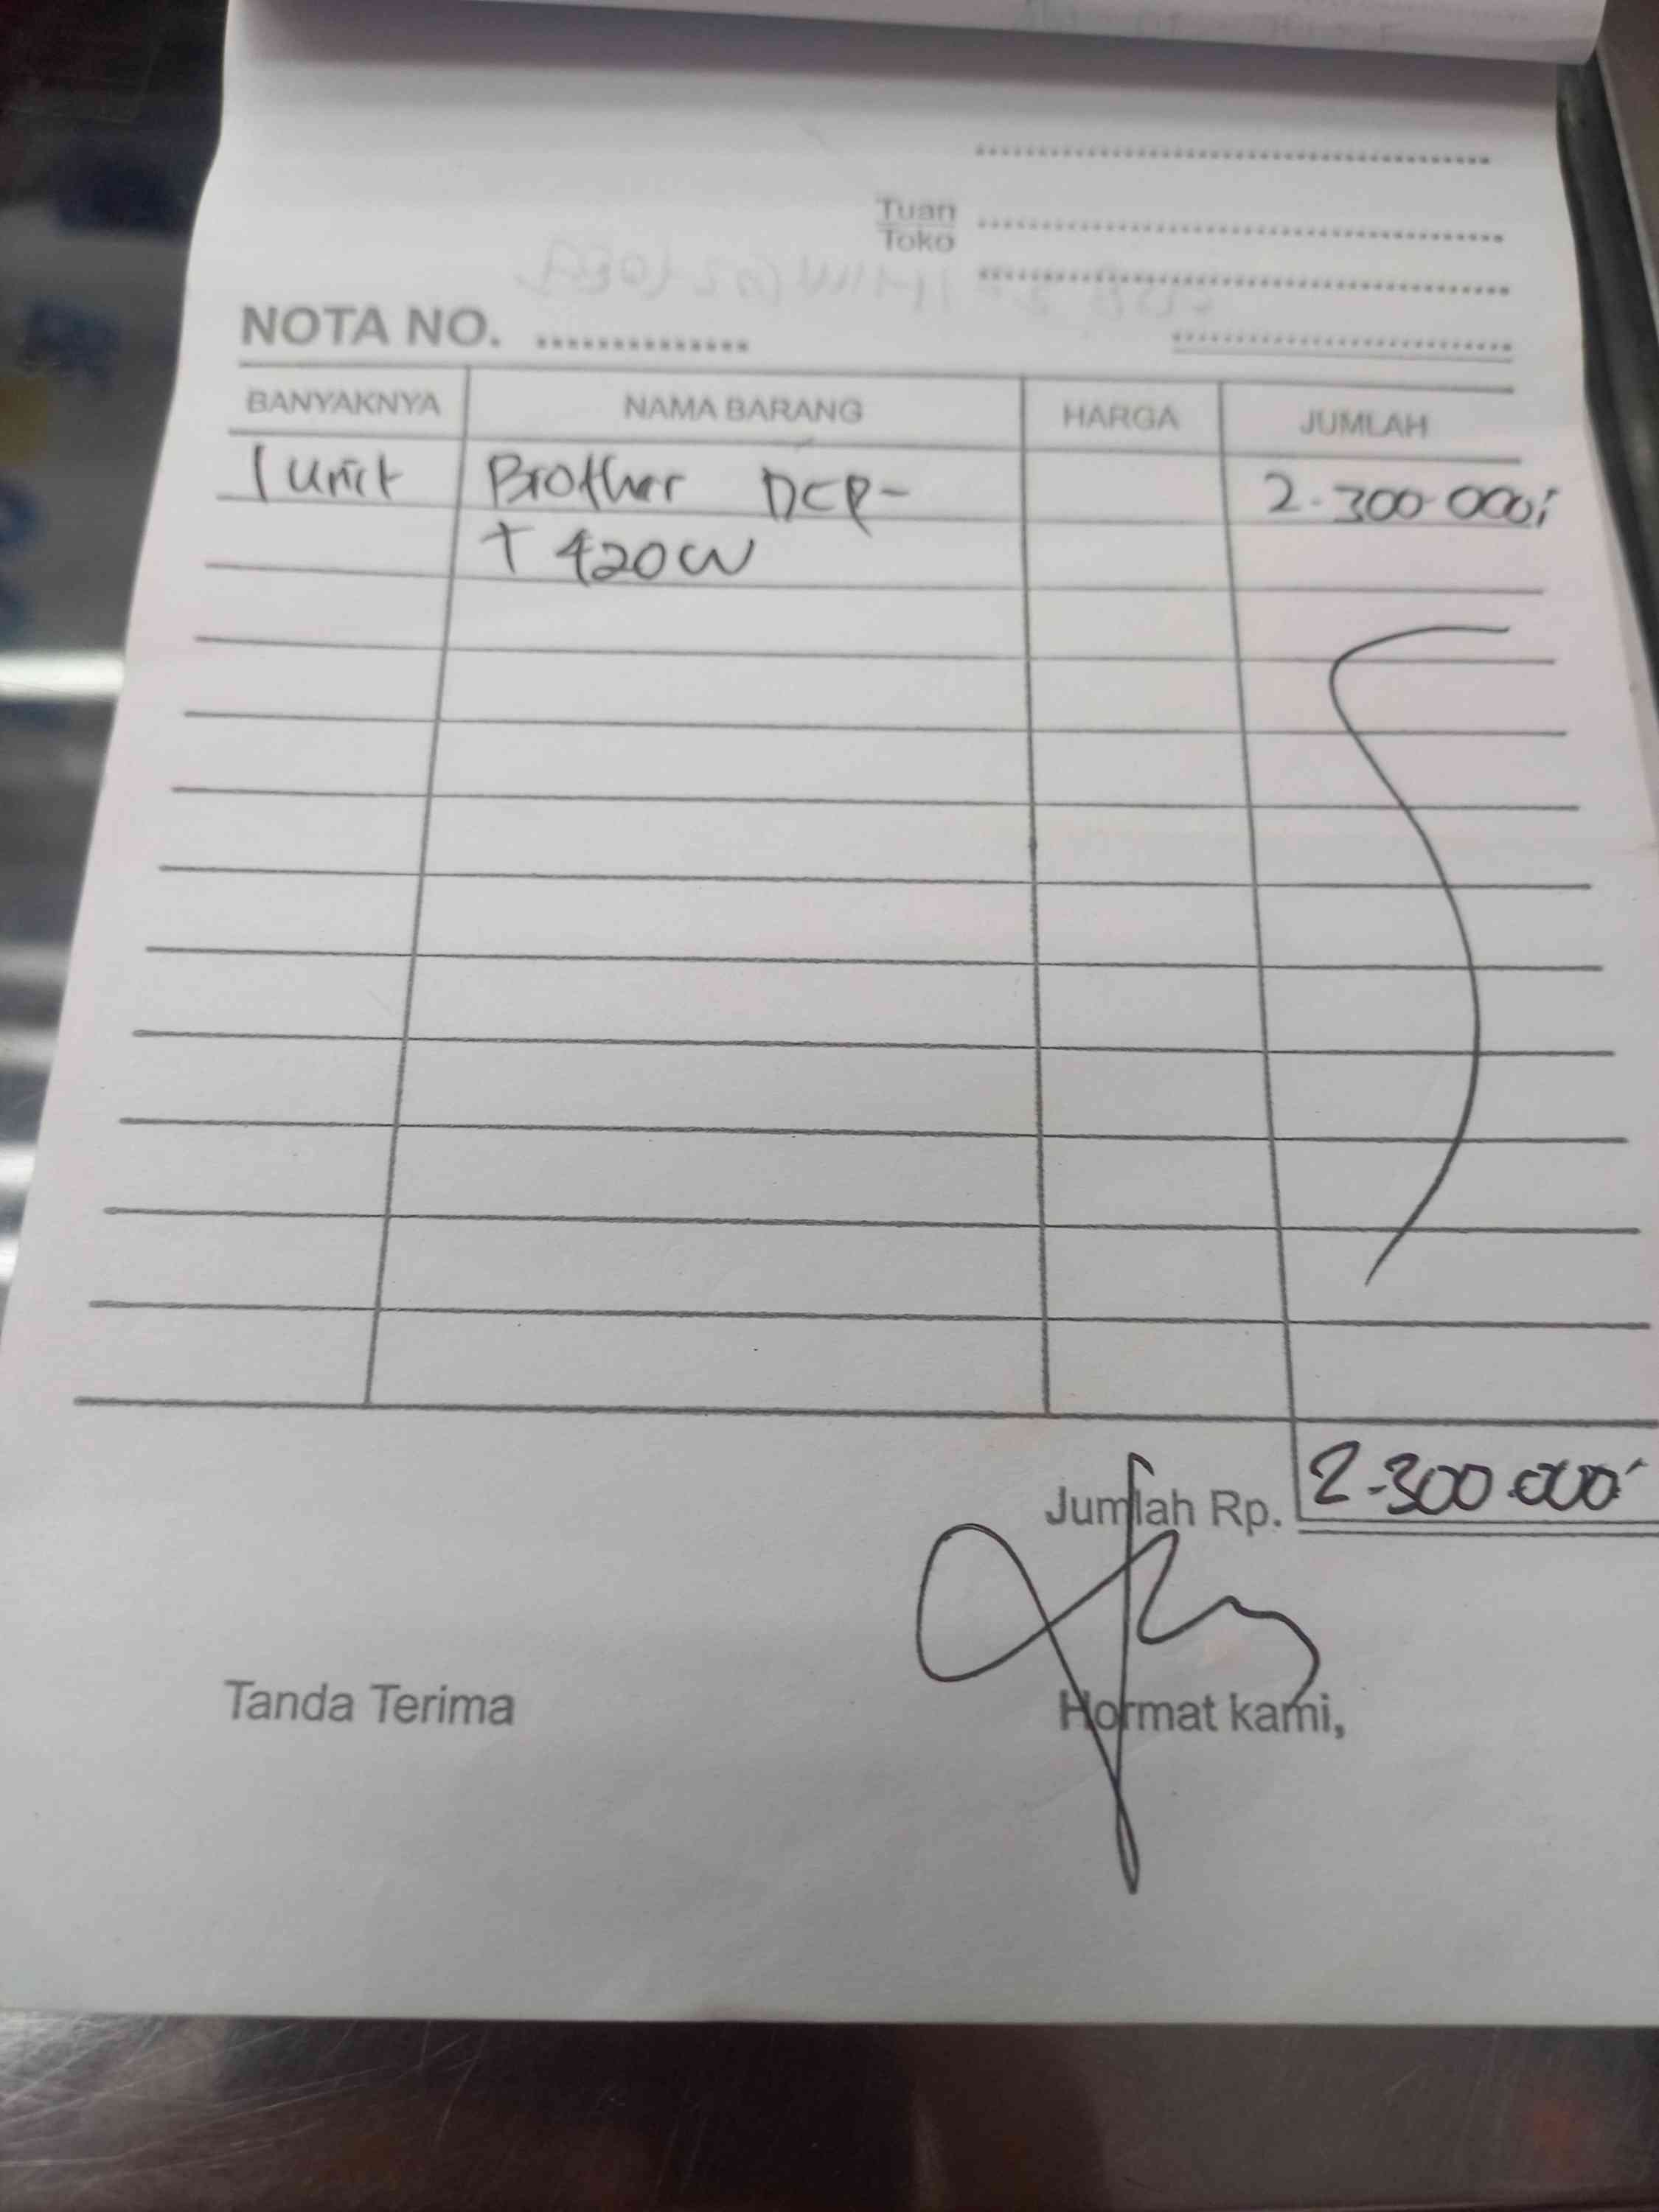 Tuan
Toko
NOTA NO.
BANYAKNYA NAMA BARANG HARGA JUMLAH
1 unit Brother DCP- 2.300.000,-
T 420W
Jumlah Rp. 2.300.000
Tanda Terima Hormat kami,